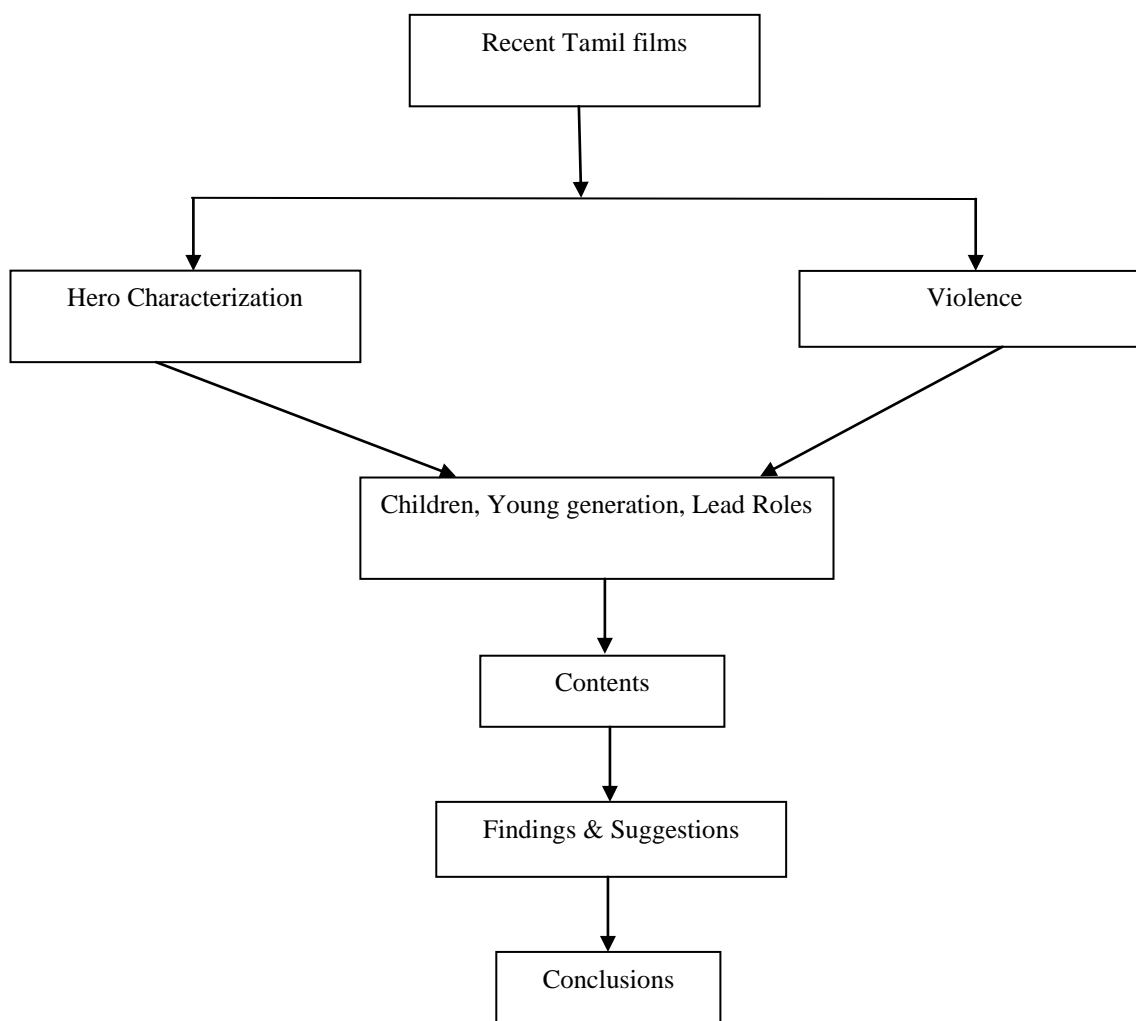 Recent Tamil films
Hero Characterization
Violence
Children, Young generation, Lead Roles
Contents
Findings & Suggestions
Conclusions